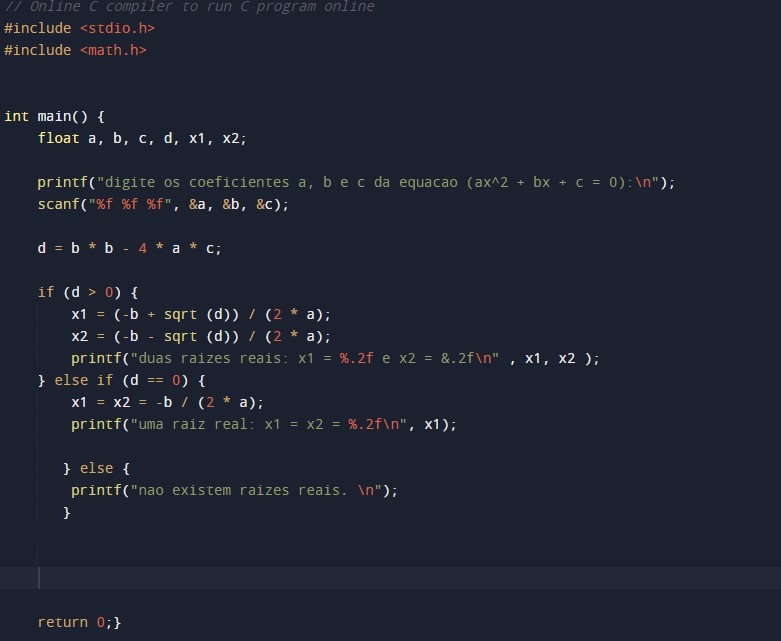 // Online C compiler to run C program online
#include <stdio.h>
#include <math.h>
int main() {
    float a, b, c, d, x1, x2;
    printf("digite os coeficientes a, b e c da equacao (ax^2 + bx + c = 0):\n");
    scanf("%f %f %f", &a, &b, &c);
    d = b * b - 4 * a * c;
    if (d > 0) {
        x1 = (-b + sqrt (d)) / (2 * a);
        x2 = (-b - sqrt (d)) / (2 * a);
        printf("duas raizes reais: x1 = %.2f e x2 = &.2f\n" , x1, x2 );
    } else if (d == 0) {
        x1 = x2 = -b / (2 * a);
        printf("uma raiz real: x1 = x2 = %.2f\n", x1);
       } else {
        printf("nao existem raizes reais. \n");
       }
    return 0;}